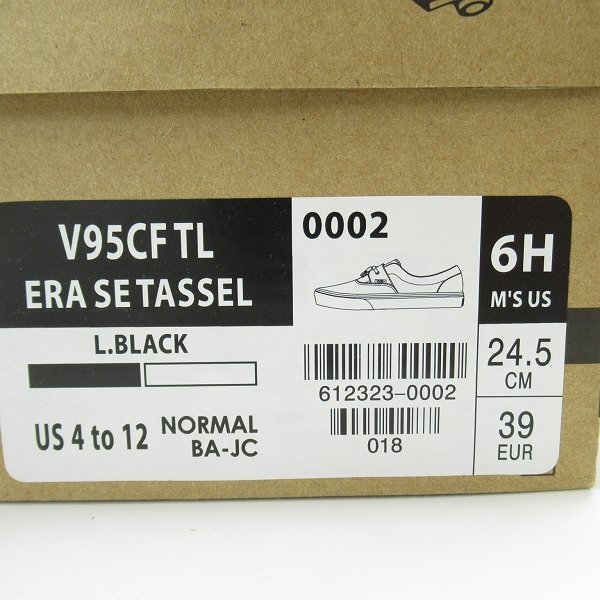 V95CF TL
ERA SE TASSEL
L.BLACK
US 4 to 12
NORMAL
BA-JC
0002
612323-0002
018
6H
M'S US
24.5
CM
39
EUR